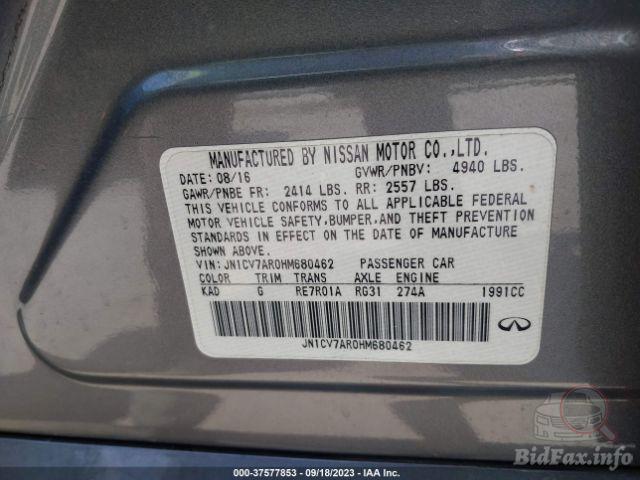 MANUFACTURED BY NISSAN MOTOR CO.,LTD.
DATE: 08/16 GVWR/PNBV: 4940 LBS.
GAWR/PNBE FR: 2414 LBS. RR: 2557 LBS.
THIS VEHICLE CONFORMS TO ALL APPLICABLE FEDERAL
MOTOR VEHICLE SAFETY,BUMPER,AND THEFT PREVENTION
STANDARDS IN EFFECT ON THE DATE OF MANUFACTURE
SHOWN ABOVE.
VIN: JN1CV7AR0HM680462 PASSENGER CAR
COLOR TRIM TRANS AXLE ENGINE
KAD G RE7R01A RG31 274A 1991CC
JN1CV7AR0HM680462
BidFax.info
000-37577853 - 09/18/2023 - IAA Inc.